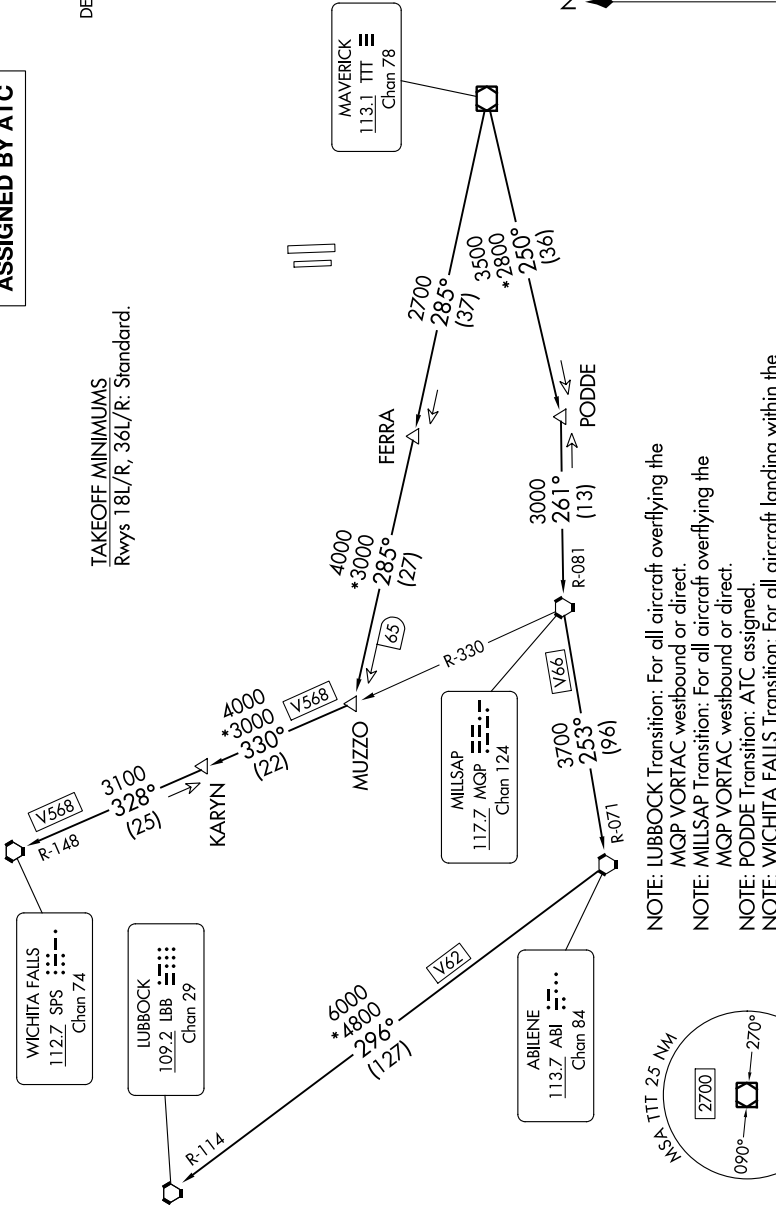 DE
ASSIGNED BY ATC
N
TAKEOFF MINIMUMS
Rwys 18L/R, 36L/R: Standard.
MAVERICK
113.1 TTT
Chan 78
2700
285°
(37)
3500
*2800
250°
(36)
FERRA
PODDE
4000
*3000
285°
(27)
3000
261°
(13)
R-081
65
R-330
MUZZO
4000
*3000
330°
(22)
V568
KARYN
3100
328°
(25)
V568
R-148
WICHITA FALLS
112.7 SPS
Chan 74
LUBBOCK
109.2 LBB
Chan 29
MILLSAP
117.7 MQP
Chan 124
V66
3700
253°
(96)
R-071
ABILENE
113.7 ABI
Chan 84
V62
6000
*4800
296°
(127)
R-114
NOTE: LUBBOCK Transition: For all aircraft overflying the
MQP VORTAC westbound or direct.
NOTE: MILLSAP Transition: For all aircraft overflying the
MQP VORTAC westbound or direct.
NOTE: PODDE Transition: ATC assigned.
NOTE: WICHITA FALLS Transition: For all aircraft landing within the
MSA TTT 25 NM
2700
090°
270°